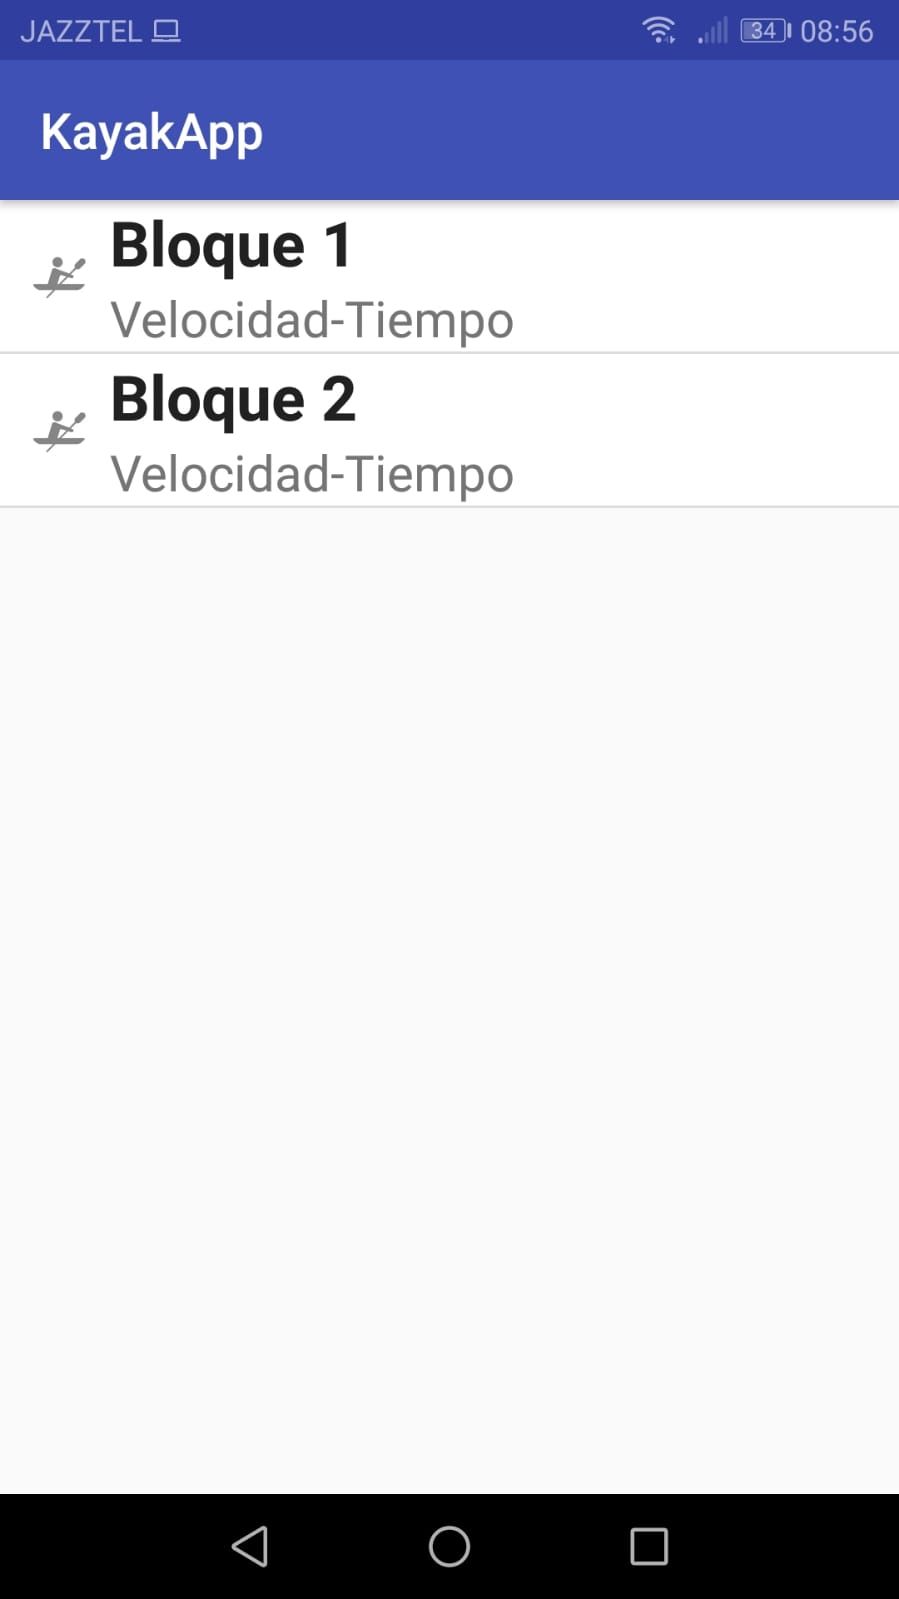 JAZZTEL 34 08:56
KayakApp
Bloque 1
Velocidad-Tiempo
Bloque 2
Velocidad-Tiempo